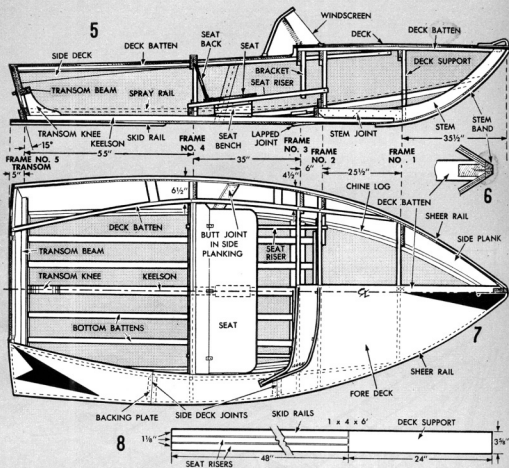 5
WINDSCREEN
SIDE DECK
DECK BATTEN
SEAT BACK
SEAT
DECK
DECK BATTEN
BRACKET
SEAT RISER
DECK SUPPORT
TRANSOM BEAM
SPRAY RAIL
TRANSOM KNEE
KEELSON
SKID RAIL
FRAME NO. 4
SEAT BENCH
LAPPED JOINT
FRAME NO. 3
STEM JOINT
FRAME NO. 2
FRAME NO. 1
STEM
STEM BAND
15°
FRAME NO. 5
TRANSOM
5"
55"
35"
4½"
6"
25½"
35½"
6
6½"
DECK BATTEN
BUTT JOINT IN SIDE PLANKING
SEAT RISER
CHINE LOG
DECK BATTEN
SHEER RAIL
SIDE PLANK
TRANSOM BEAM
TRANSOM KNEE
KEELSON
SEAT
BOTTOM BATTENS
7
FORE DECK
SHEER RAIL
BACKING PLATE
SIDE DECK JOINTS
8
SKID RAILS
1 x 4 x 6'
DECK SUPPORT
1⅛"
3⅝"
SEAT RISERS
48"
24"